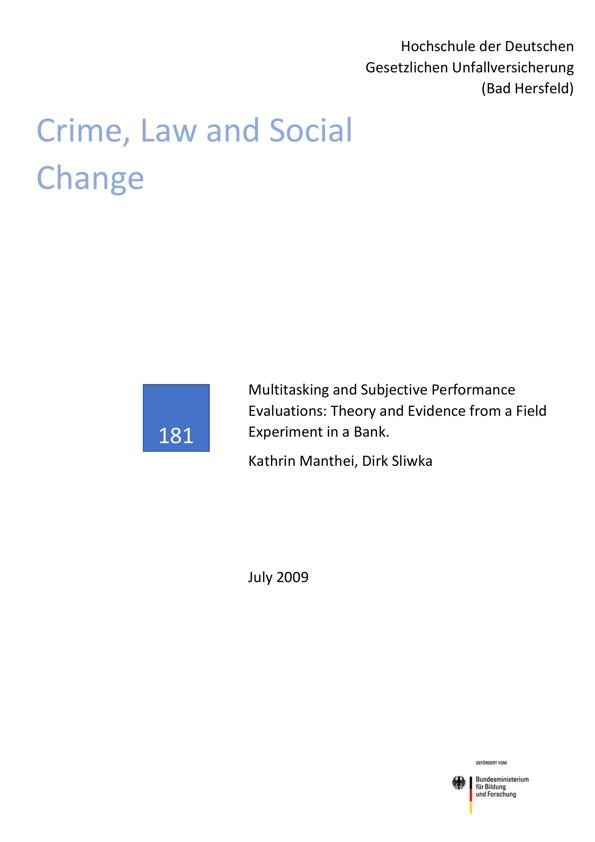 Hochschule der Deutschen
Gesetzlichen Unfallversicherung
(Bad Hersfeld)
Crime, Law and Social
Change
181
Multitasking and Subjective Performance
Evaluations: Theory and Evidence from a Field
Experiment in a Bank.
Kathrin Manthei, Dirk Sliwka
July 2009
GEFÖRDERT VOM
Bundesministerium
für Bildung
und Forschung